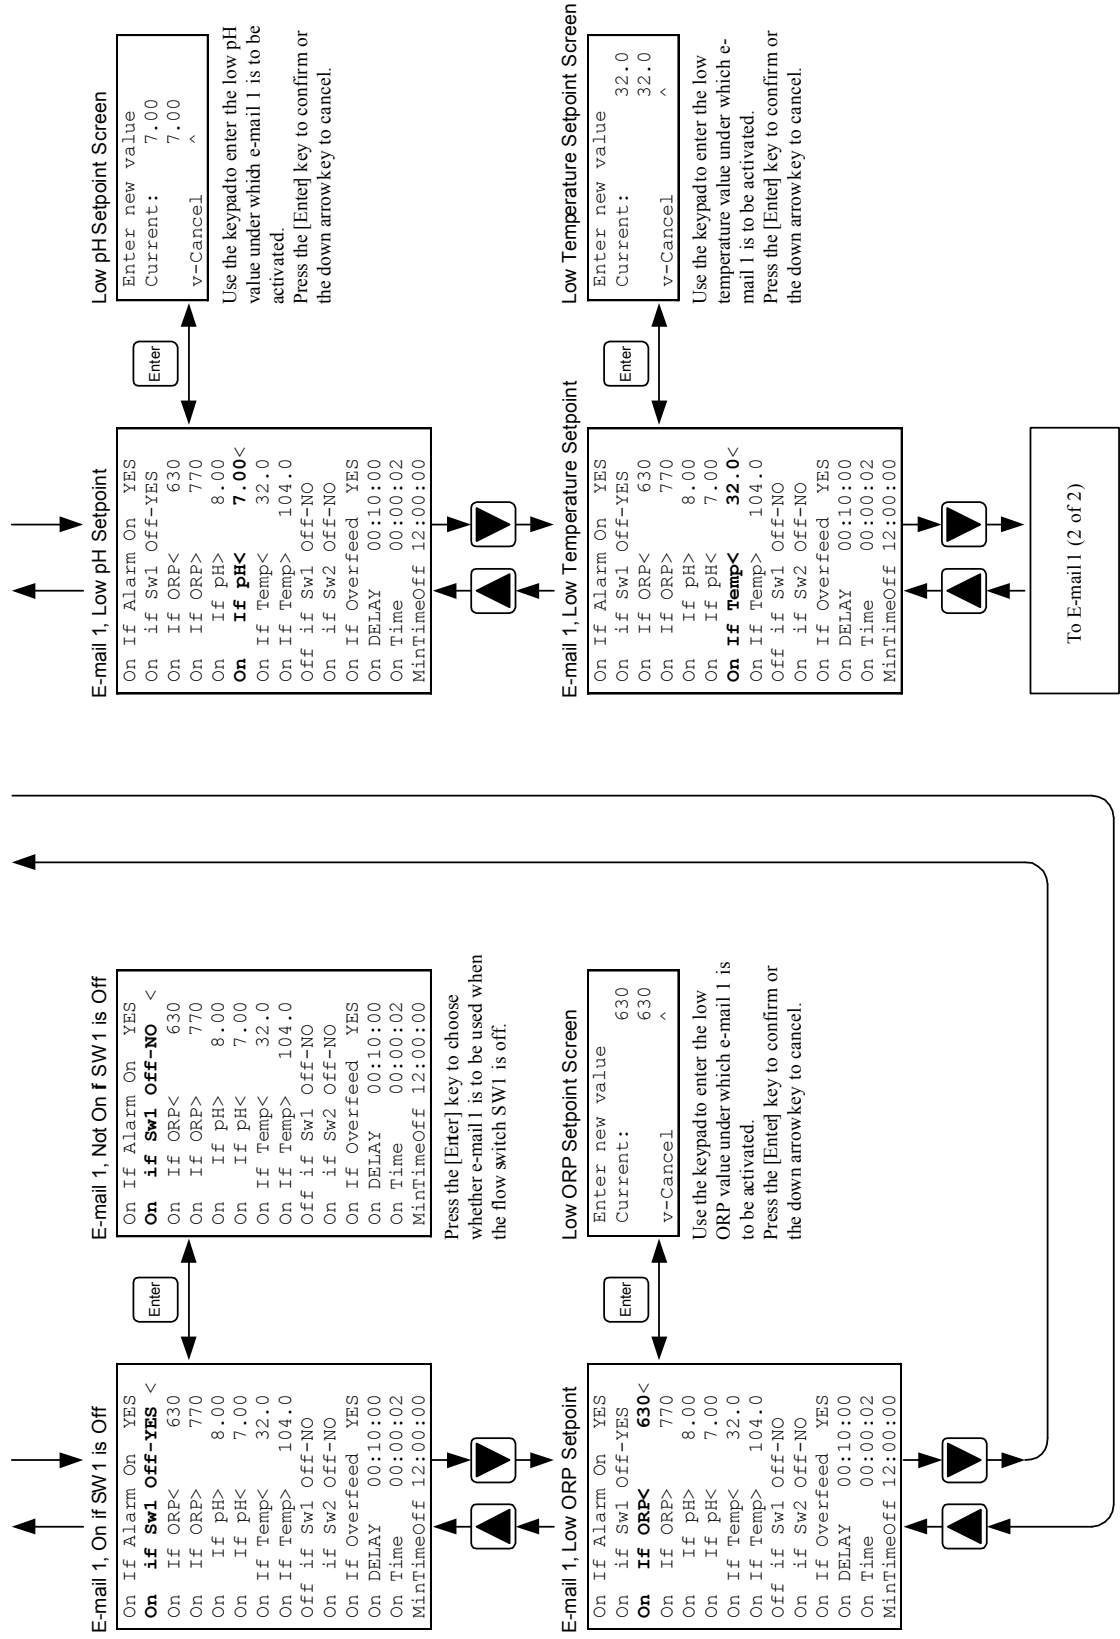 E-mail 1, On if SW1 is Off
On If Alarm On  YES
On  if Sw1 Off-YES <
On  If ORP<    630
On  If ORP>    770
On   If pH>   8.00
On   If pH<   7.00
On If Temp<   32.0
On If Temp>  104.0
Off if Sw1 Off-NO
On  if Sw2 Off-NO
On If Overfeed  YES
On DELAY   00:10:00
On Time    00:00:02
MinTimeOff 12:00:00
Enter
E-mail 1, Not On if SW1 is Off
On If Alarm On  YES
On  if Sw1 Off-NO  <
On  If ORP<    630
On  If ORP>    770
On   If pH>   8.00
On   If pH<   7.00
On If Temp<   32.0
On If Temp>  104.0
Off if Sw1 Off-NO
On  if Sw2 Off-NO
On If Overfeed  YES
On DELAY   00:10:00
On Time    00:00:02
MinTimeOff 12:00:00
Press the [Enter] key to choose
whether e-mail 1 is to be used when
the flow switch SW1 is off.
E-mail 1, Low ORP Setpoint
On If Alarm On  YES
On  if Sw1 Off-YES
On  If ORP<    630<
On  If ORP>    770
On   If pH>   8.00
On   If pH<   7.00
On If Temp<   32.0
On If Temp>  104.0
Off if Sw1 Off-NO
On  if Sw2 Off-NO
On If Overfeed  YES
On DELAY   00:10:00
On Time    00:00:02
MinTimeOff 12:00:00
Enter
Low ORP Setpoint Screen
Enter new value
Current:       630
630
v-Cancel       ^
Use the keypad to enter the low
ORP value under which e-mail 1 is
to be activated.
Press the [Enter] key to confirm or
the down arrow key to cancel.
E-mail 1, Low pH Setpoint
On If Alarm On  YES
On  if Sw1 Off-YES
On  If ORP<    630
On  If ORP>    770
On   If pH>   8.00
On   If pH<   7.00<
On If Temp<   32.0
On If Temp>  104.0
Off if Sw1 Off-NO
On  if Sw2 Off-NO
On If Overfeed  YES
On DELAY   00:10:00
On Time    00:00:02
MinTimeOff 12:00:00
Enter
Low pH Setpoint Screen
Enter new value
Current:   7.00
7.00
v-Cancel   ^
Use the keypad to enter the low pH
value under which e-mail 1 is to be
activated.
Press the [Enter] key to confirm or
the down arrow key to cancel.
E-mail 1, Low Temperature Setpoint
On If Alarm On  YES
On  if Sw1 Off-YES
On  If ORP<    630
On  If ORP>    770
On   If pH>   8.00
On   If pH<   7.00
On If Temp<   32.0<
On If Temp>  104.0
Off if Sw1 Off-NO
On  if Sw2 Off-NO
On If Overfeed  YES
On DELAY   00:10:00
On Time    00:00:02
MinTimeOff 12:00:00
Enter
Low Temperature Setpoint Screen
Enter new value
Current:      32.0
32.0
v-Cancel      ^
Use the keypad to enter the low
temperature value under which e-
mail 1 is to be activated.
Press the [Enter] key to confirm or
the down arrow key to cancel.
To E-mail 1 (2 of 2)